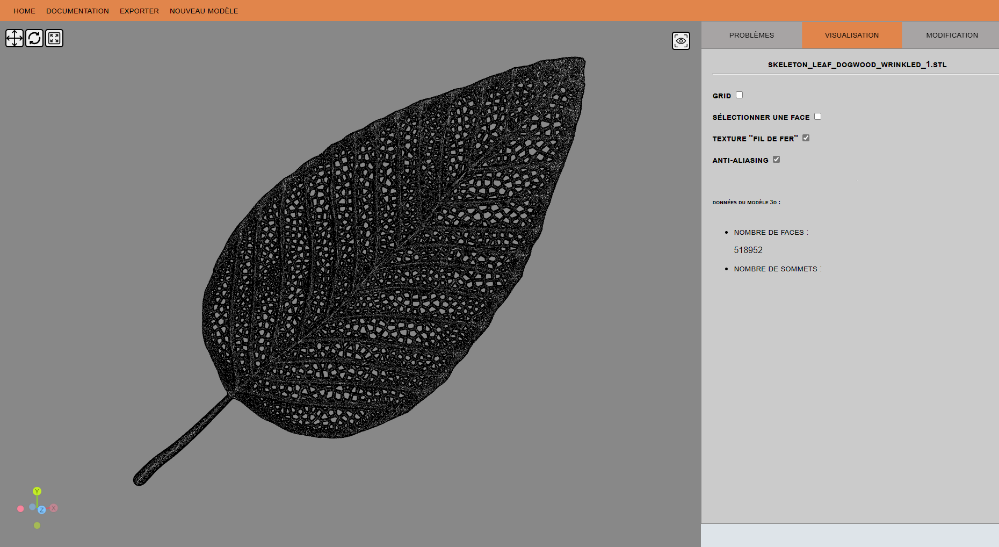 HOME DOCUMENTATION EXPORTER NOUVEAU MODÈLE
PROBLÈMES VISUALISATION MODIFICATION
SKELETON_LEAF_DOGWOOD_WRINKLED_1.STL
GRID
SÉLECTIONNER UNE FACE
TEXTURE "FIL DE FER"
ANTI-ALIASING
DONNÉES DU MODÈLE 3D :
• NOMBRE DE FACES :
518952
• NOMBRE DE SOMMETS :
Y
Z X